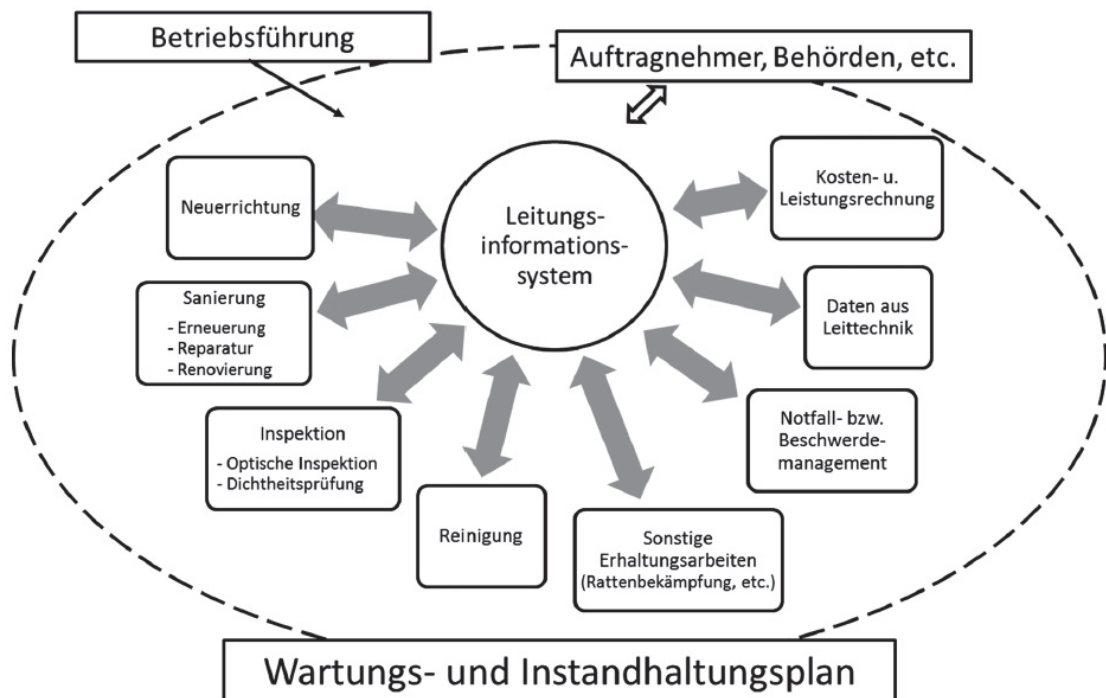 Betriebsführung
Auftragnehmer, Behörden, etc.
Neuerrichtung
Sanierung
- Erneuerung
- Reparatur
- Renovierung
Inspektion
- Optische Inspektion
- Dichtheitsprüfung
Reinigung
Sonstige
Erhaltungsarbeiten
(Rattenbekämpfung, etc.)
Notfall- bzw.
Beschwerde-
management
Daten aus
Leittechnik
Kosten- u.
Leistungsrechnung
Leitungs-
informations-
system
Wartungs- und Instandhaltungsplan